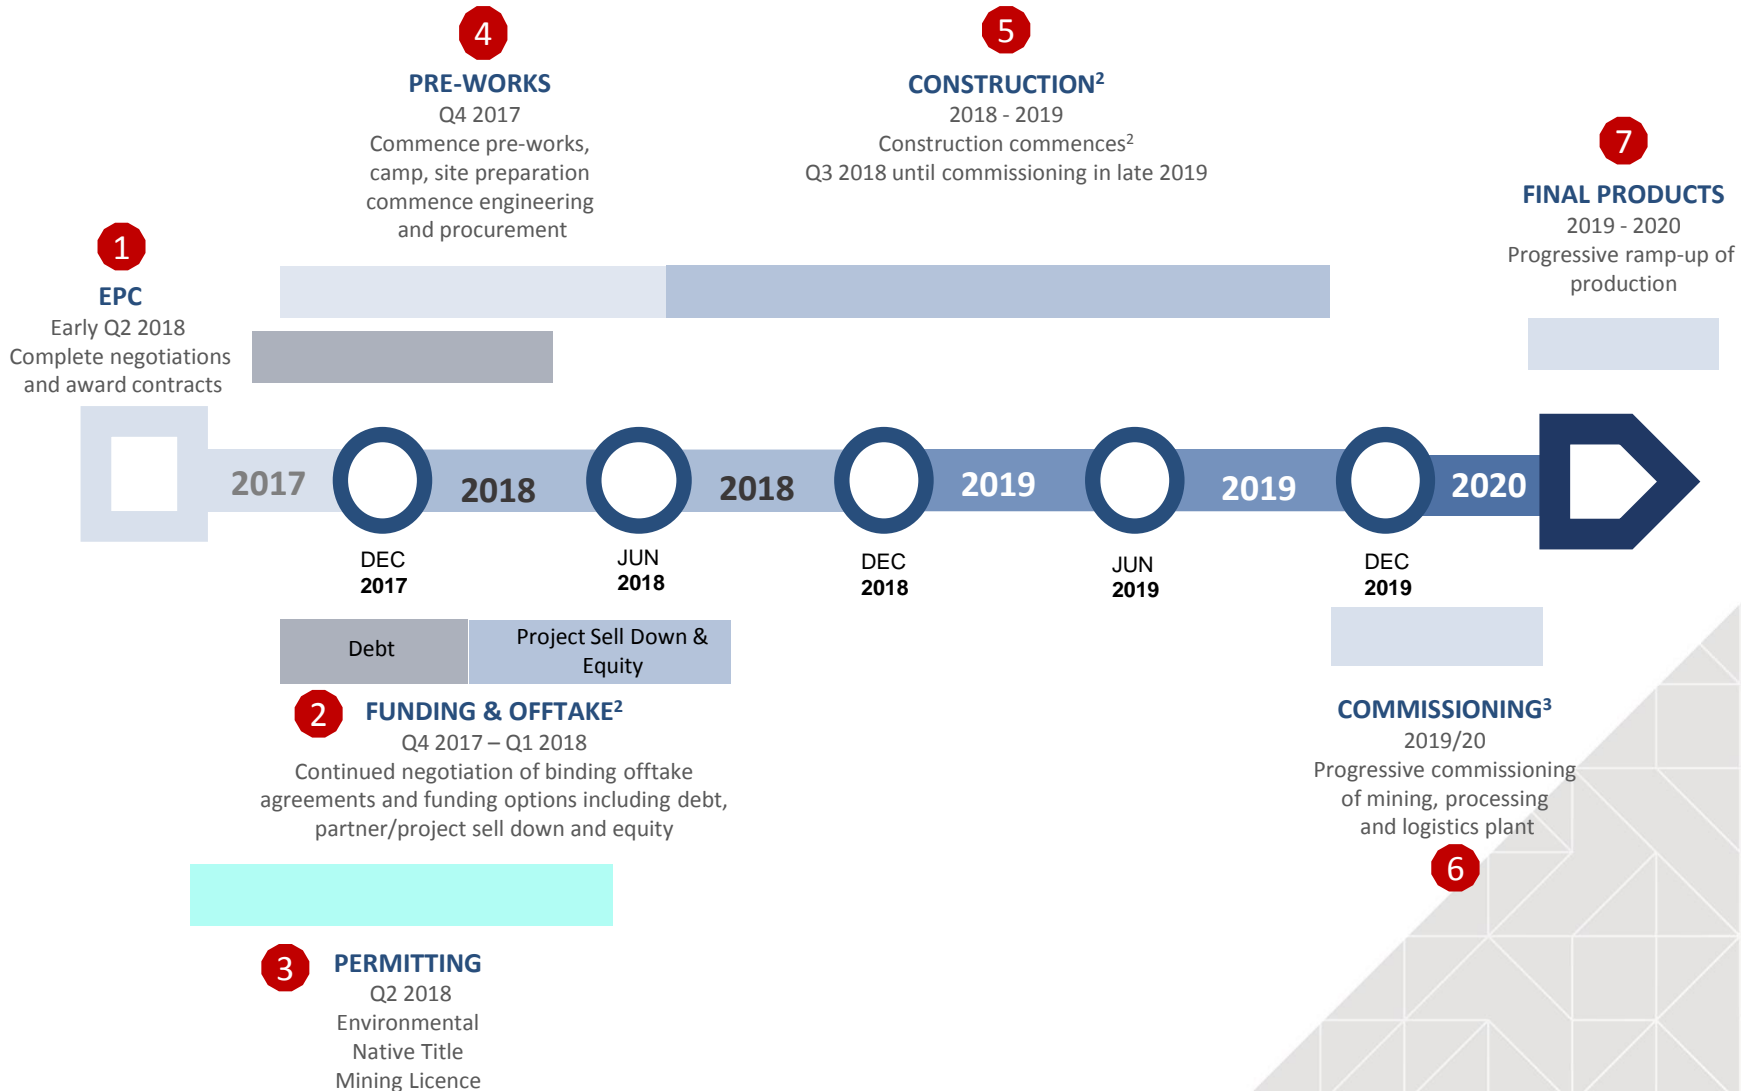 4
PRE-WORKS
Q4 2017
Commence pre-works,
camp, site preparation
commence engineering
and procurement
5
CONSTRUCTION²
2018 - 2019
Construction commences²
Q3 2018 until commissioning in late 2019
7
FINAL PRODUCTS
2019 - 2020
Progressive ramp-up of
production
1
EPC
Early Q2 2018
Complete negotiations
and award contracts
2017
2018
2018
2019
2019
2020
DEC
2017
JUN
2018
DEC
2018
JUN
2019
DEC
2019
Debt
Project Sell Down &
Equity
2
FUNDING & OFFTAKE²
Q4 2017 – Q1 2018
Continued negotiation of binding offtake
agreements and funding options including debt,
partner/project sell down and equity
COMMISSIONING³
2019/20
Progressive commissioning
of mining, processing
and logistics plant
6
3
PERMITTING
Q2 2018
Environmental
Native Title
Mining Licence